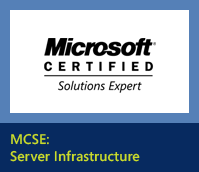 Microsoft®
CERTIFIED
Solutions Expert
MCSE:
Server Infrastructure